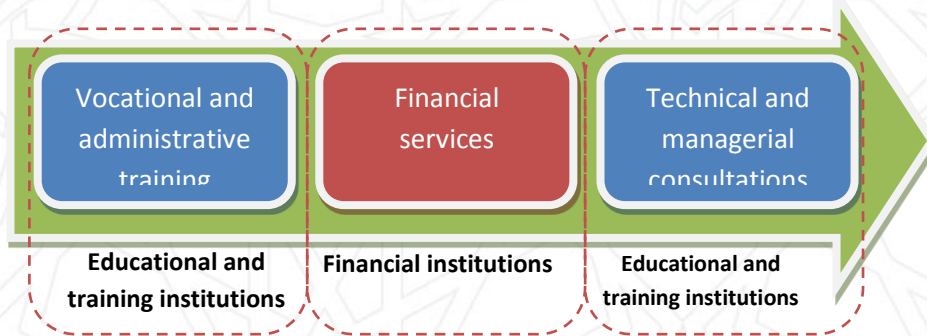 Vocational and
administrative
training
Financial
services
Technical and
managerial
consultations
Educational and
training institutions
Financial institutions
Educational and
training institutions